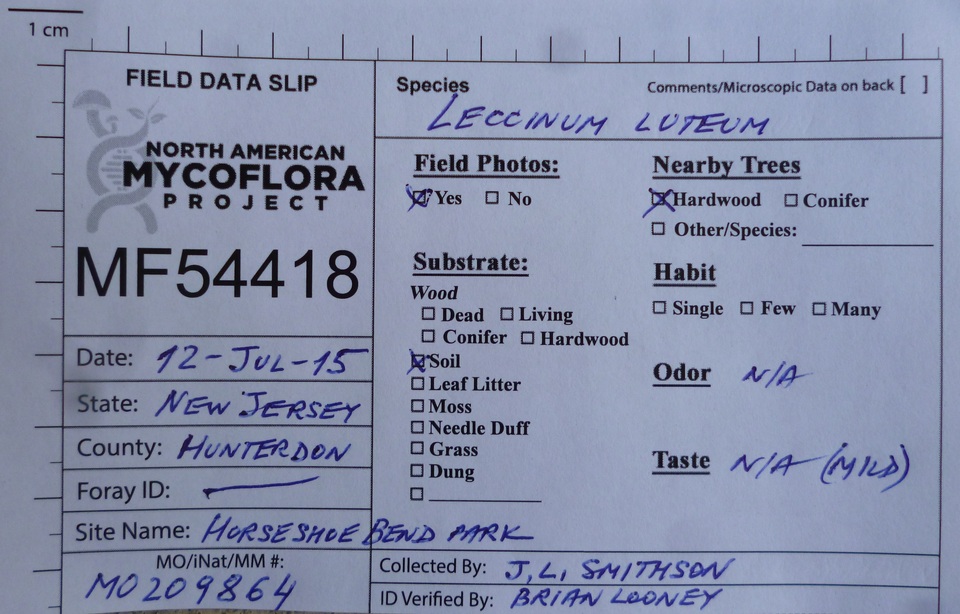 1 cm
FIELD DATA SLIP
NORTH AMERICAN
MYCOFLORA
PROJECT
MF54418
Date: 12-JUL-15
State: NEW JERSEY
County: HUNTERDON
Foray ID: —
Site Name: HORSESHOE BEND PARK
MO/iNat/MM #:
MO209864
Species
Comments/Microscopic Data on back [ ]
LECCINUM LUTEUM
Field Photos:
☒ Yes ☐ No
Substrate:
Wood
☐ Dead ☐ Living
☐ Conifer ☐ Hardwood
☒ Soil
☐ Leaf Litter
☐ Moss
☐ Needle Duff
☐ Grass
☐ Dung
☐ ____________
Nearby Trees
☒ Hardwood ☐ Conifer
☐ Other/Species: ____________
Habit
☐ Single ☐ Few ☐ Many
Odor N/A
Taste N/A (MILD)
Collected By: J.L. SMITHSON
ID Verified By: BRIAN LOONEY